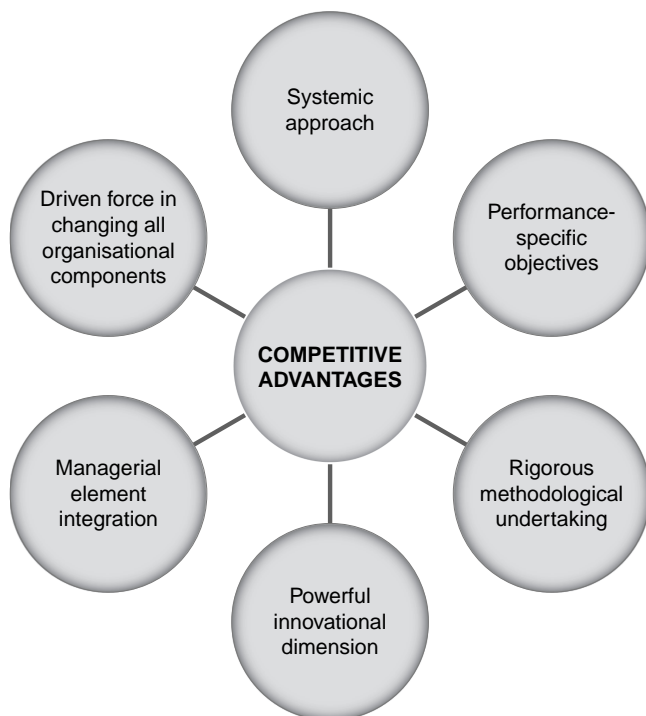 Systemic
approach
Driven force in
changing all
organisational
components
Performance-
specific
objectives
COMPETITIVE
ADVANTAGES
Managerial
element
integration
Rigorous
methodological
undertaking
Powerful
innovational
dimension